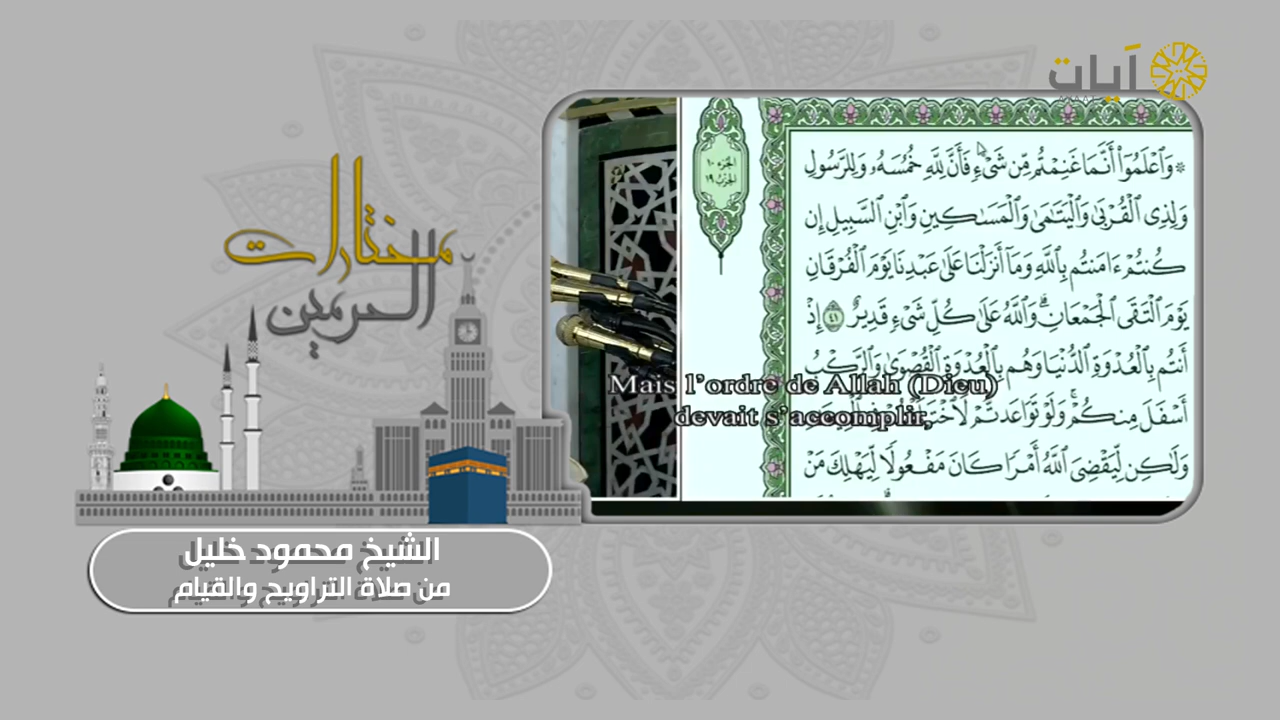 آيات
AYAAT
مختارات
الحرمين
الجزء ١٠
الحزب ١٩
۞ وَٱعۡلَمُوٓاْ أَنَّمَا غَنِمۡتُم مِّن شَيۡءٖ فَأَنَّ لِلَّهِ خُمُسَهُۥ وَلِلرَّسُولِ
وَلِذِي ٱلۡقُرۡبَىٰ وَٱلۡيَتَٰمَىٰ وَٱلۡمَسَٰكِينِ وَٱبۡنِ ٱلسَّبِيلِ إِن
كُنتُمۡ ءَامَنتُم بِٱللَّهِ وَمَآ أَنزَلۡنَا عَلَىٰ عَبۡدِنَا يَوۡمَ ٱلۡفُرۡقَانِ
يَوۡمَ ٱلۡتَقَى ٱلۡجَمۡعَانِۗ وَٱللَّهُ عَلَىٰ كُلِّ شَيۡءٖ قَدِيرٌ ٤١ إِذۡ
أَنتُم بِٱلۡعُدۡوَةِ ٱلدُّنۡيَا وَهُم بِٱلۡعُدۡوَةِ ٱلۡقُصۡوَىٰ وَٱلرَّكۡبُ
أَسۡفَلَ مِنكُمۡۚ وَلَوۡ تَوَاعَدتُّمۡ
وَلَٰكِن لِّيَقۡضِيَ ٱللَّهُ أَمۡرٗا كَانَ مَفۡعُولٗا لِّيَهۡلِكَ مَنۡ
Mais l'ordre de Allah (Dieu)
devait s'accomplir,
الشيخ محمود خليل
من صلاة التراويح والقيام